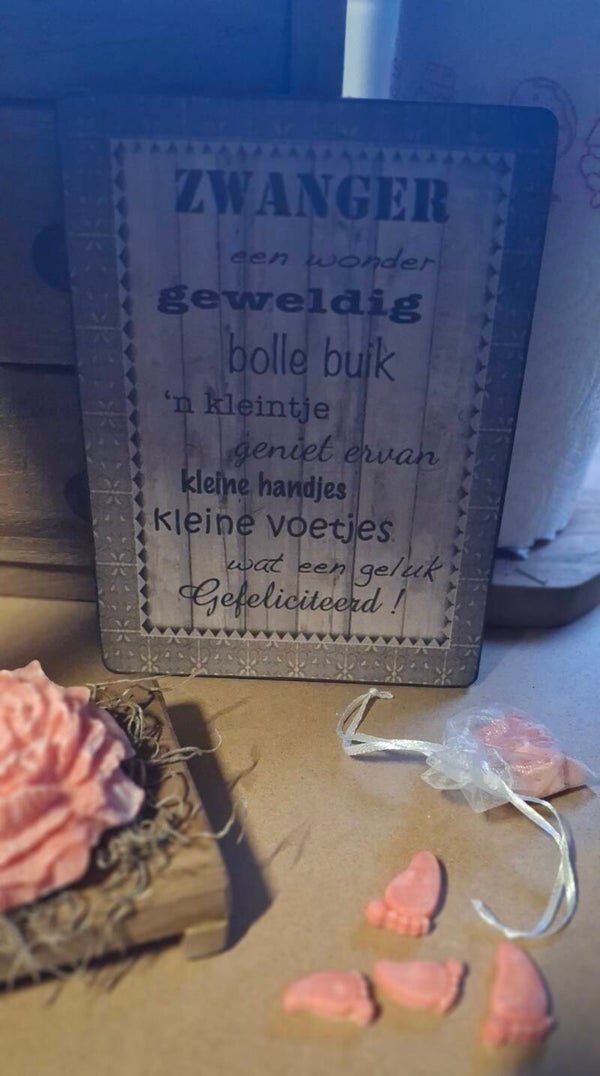 ZWANGER
een wonder
geweldig
bolle buik
'n kleintje
geniet ervan
kleine handjes
kleine voetjes
wat een geluk
Gefeliciteerd !